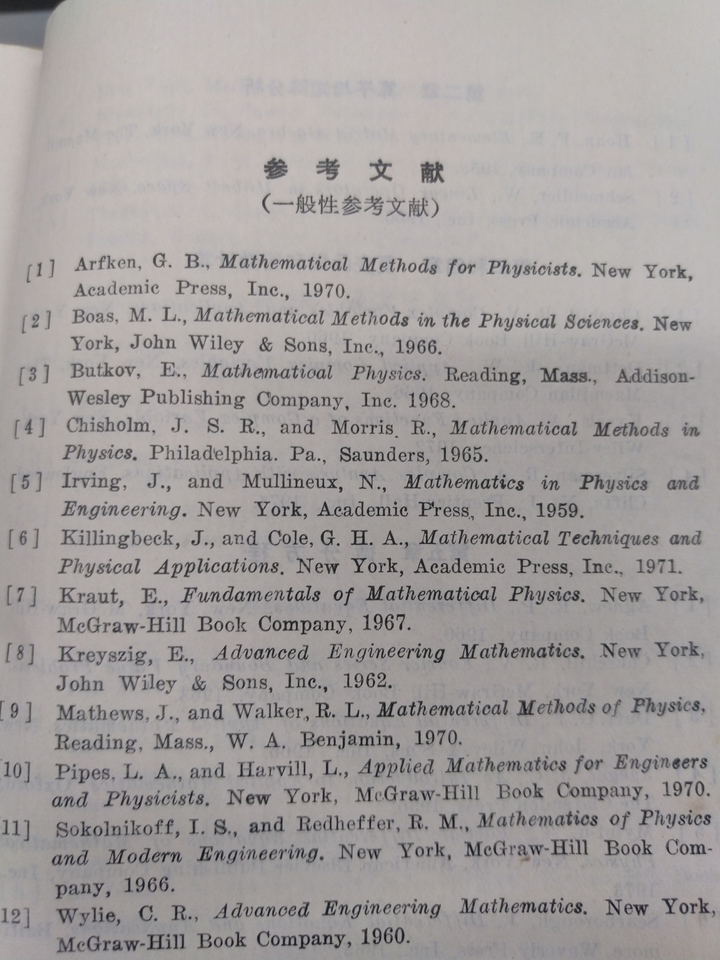 参考文献
(一般性参考文献)
[1] Arfken, G. B., Mathematical Methods for Physicists. New York,
Academic Press, Inc., 1970.
[2] Boas, M. L., Mathematical Methods in the Physical Sciences. New
York, John Wiley & Sons, Inc., 1966.
[3] Butkov, E., Mathematical Physics. Reading, Mass., Addison-
Wesley Publishing Company, Inc. 1968.
[4] Chisholm, J. S. R., and Morris, R., Mathematical Methods in
Physics. Philadelphia. Pa., Saunders, 1965.
[5] Irving, J., and Mullineux, N., Mathematics in Physics and
Engineering. New York, Academic Press, Inc., 1959.
[6] Killingbeck, J., and Cole, G. H. A., Mathematical Techniques and
Physical Applications. New York, Academic Press, Inc., 1971.
[7] Kraut, E., Fundamentals of Mathematical Physics. New York,
McGraw-Hill Book Company, 1967.
[8] Kreyszig, E., Advanced Engineering Mathematics. New York,
John Wiley & Sons, Inc., 1962.
[9] Mathews, J., and Walker, R. L., Mathematical Methods of Physics,
Reading, Mass., W. A. Benjamin, 1970.
10] Pipes, L. A., and Harvill, L., Applied Mathematics for Engineers
and Physicists. New York, McGraw-Hill Book Company, 1970.
11] Sokolnikoff, I. S., and Redheffer, R. M., Mathematics of Physics
and Modern Engineering. New York, McGraw-Hill Book Com-
pany, 1966.
12] Wylie, C. R., Advanced Engineering Mathematics. New York,
McGraw-Hill Book Company, 1960.